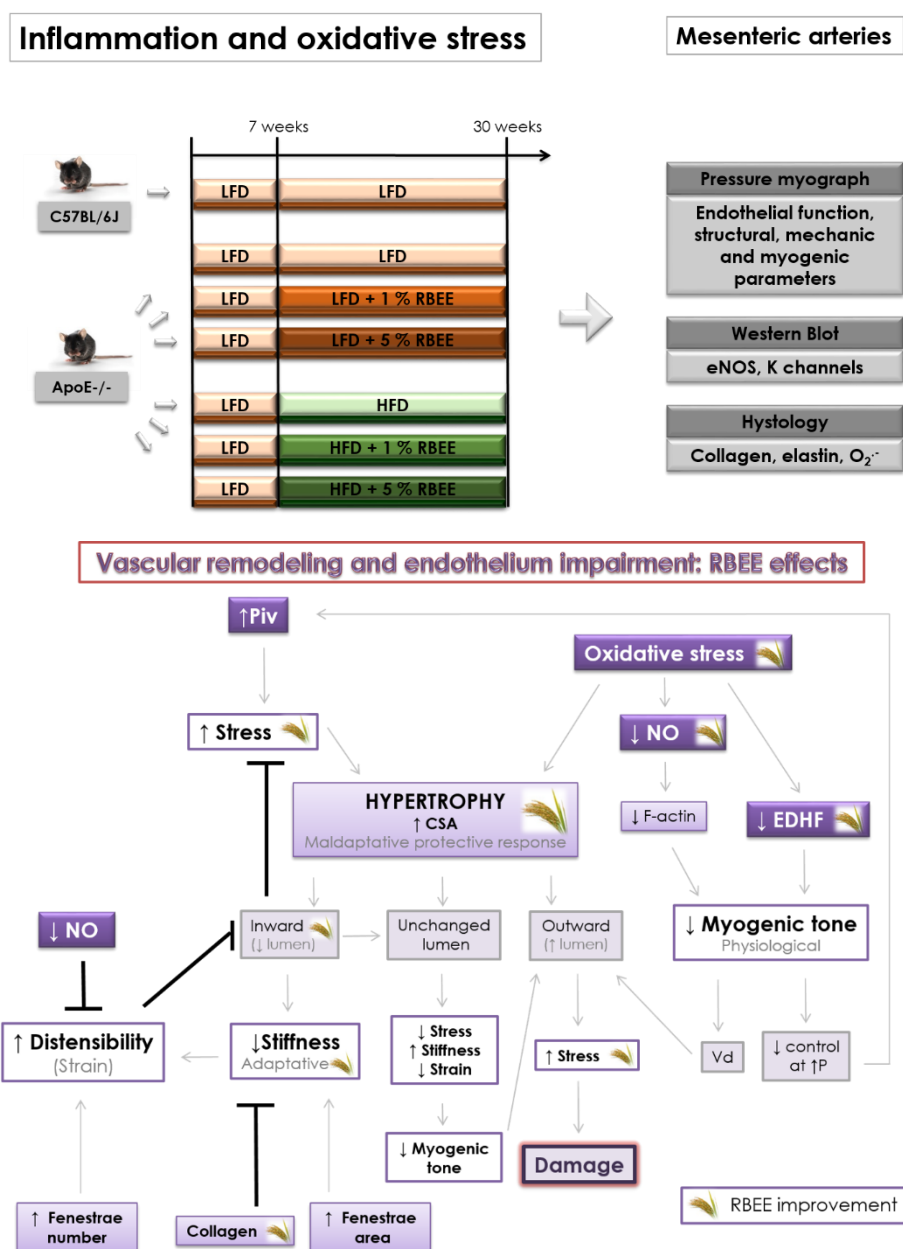 Inflammation and oxidative stress
Mesenteric arteries
7 weeks
30 weeks
C57BL/6J
LFD
LFD
LFD
LFD
LFD
LFD + 1 % RBEE
LFD
LFD + 5 % RBEE
ApoE-/-
LFD
HFD
LFD
HFD + 1 % RBEE
LFD
HFD + 5 % RBEE
Pressure myograph
Endothelial function,
structural, mechanic
and myogenic
parameters
Western Blot
eNOS, K channels
Hystology
Collagen, elastin, O₂·-
Vascular remodeling and endothelium impairment: RBEE effects
↑Piv
Oxidative stress
↑ Stress
↓ NO
HYPERTROPHY
↑ CSA
Maldaptative protective response
↓ F-actin
↓ EDHF
↓ NO
Inward
(↓ lumen)
Unchanged
lumen
Outward
(↑ lumen)
↓ Myogenic tone
Physiological
↑ Distensibility
(Strain)
↓Stiffness
Adaptative
↓ Stress
↑ Stiffness
↓ Strain
↑ Stress
Vd
↓ control
at ↑P
↓ Myogenic
tone
Damage
↑ Fenestrae
number
Collagen
↑ Fenestrae
area
RBEE improvement